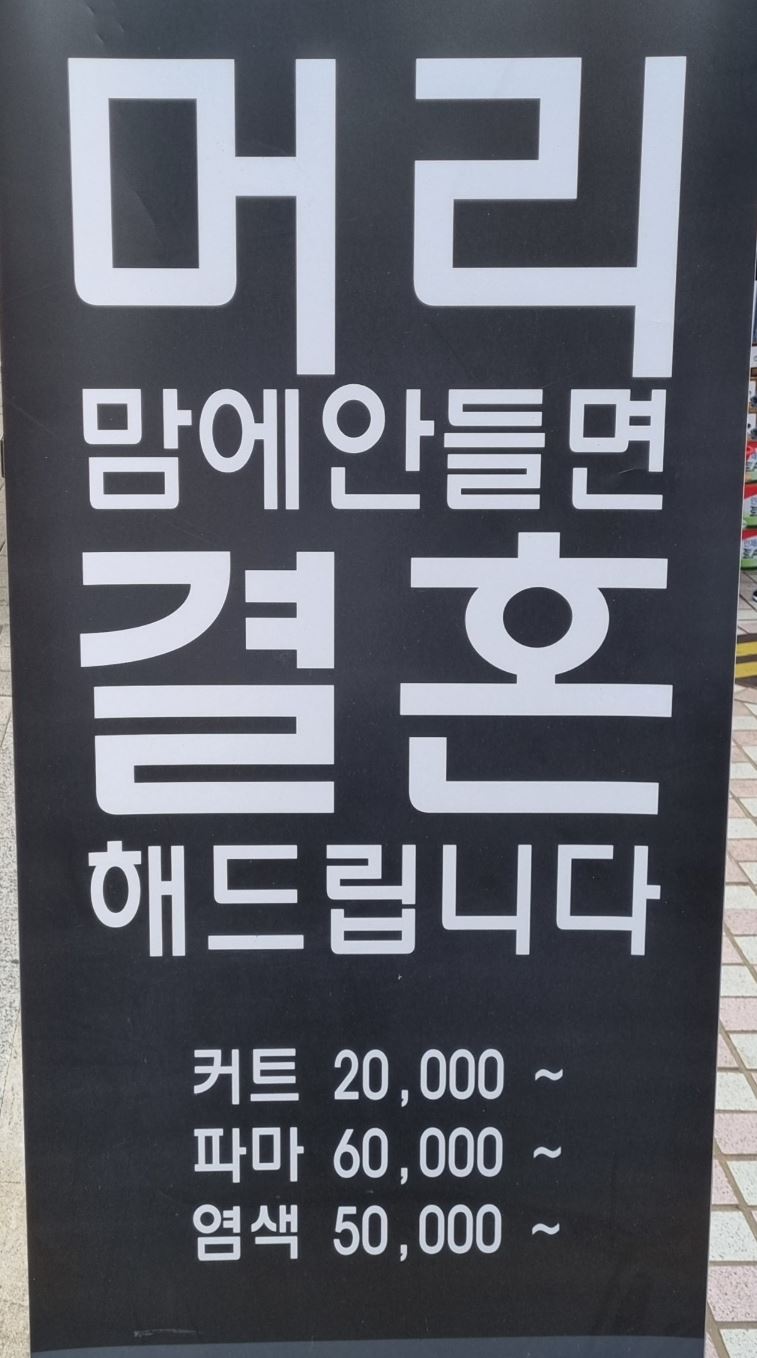 머리
맘에안들면
결혼
해드립니다
커트 20,000 ~
파마 60,000 ~
염색 50,000 ~